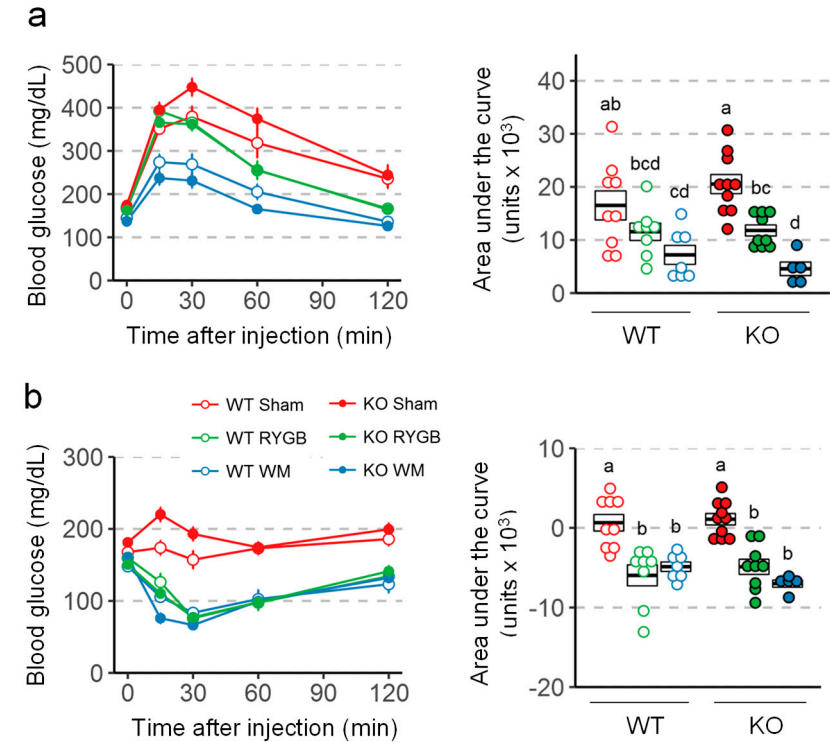 a
500
400
300
200
100
0
Blood glucose (mg/dL)
0 30 60 90 120
Time after injection (min)
40
30
20
10
0
Area under the curve
(units x 10³)
ab
bcd
cd
a
bc
d
WT KO
b
WT Sham KO Sham
WT RYGB KO RYGB
WT WM KO WM
300
200
100
0
Blood glucose (mg/dL)
0 30 60 90 120
Time after injection (min)
10
0
-10
-20
Area under the curve
(units x 10³)
a
b
b
a
b
b
WT KO